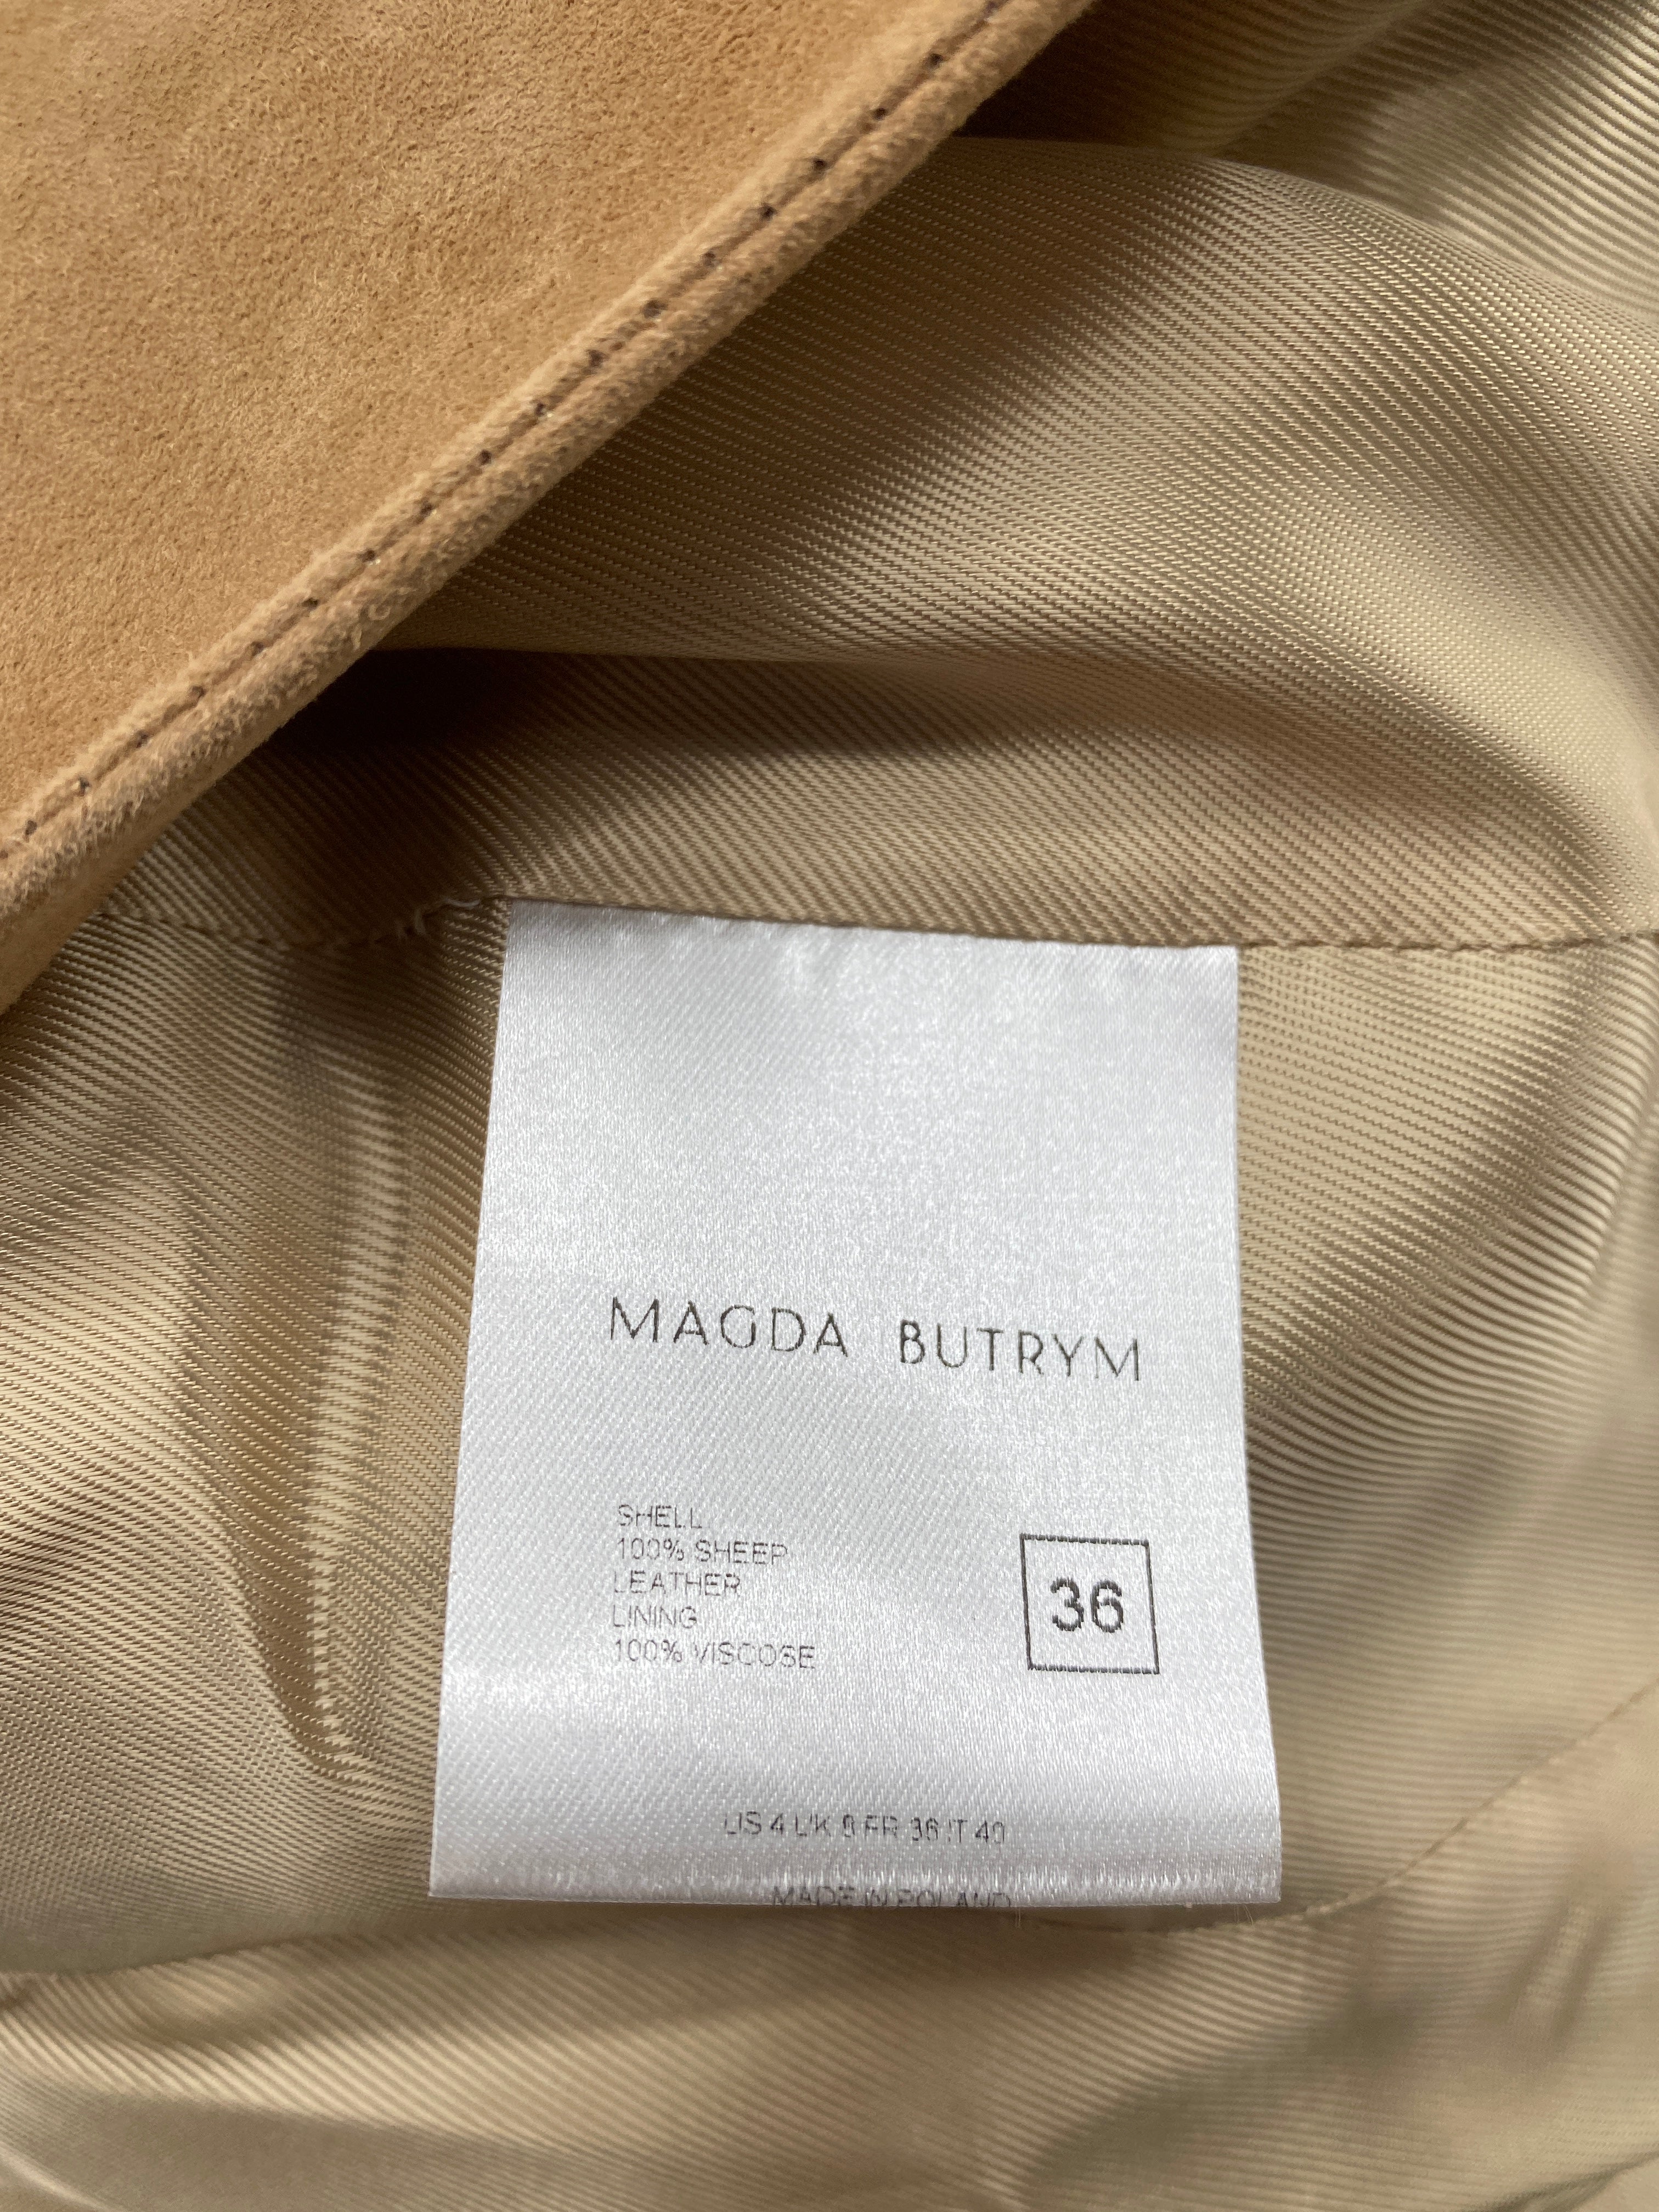 MAGDA BUTRYM
SHELL
100% SHEEP
LEATHER
LINING
100% VISCOSE
36
US 4 UK 8 FR 36 IT 40
MADE IN POLAND